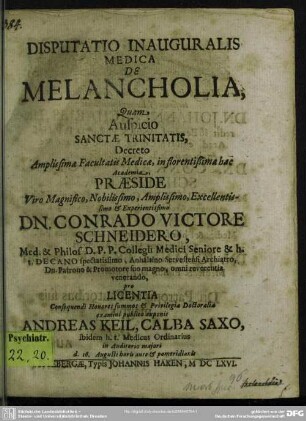 DISPUTATIO INAUGURALIS
MEDICA
DE
MELANCHOLIA,
Quam,
Auspicio
SANCTÆ TRINITATIS,
Decreto
Amplissimæ Facultatis Medicæ, in florentissima hac
Academia,
PRÆSIDE
Viro Magnifico, Nobilissimo, Amplissimo, Excellentis-
simo & Experientissimo
DN. CONRADO VICTORE
SCHNEIDERO,
Med. & Philos. D. P. P. Collegii Medici Seniore & h.
t. DECANO spectatissimo, Archiatro,
Dn. Patrono & Promotore suo magno, omni reverentia
venerando,
pro
LICENTIA
Consequendi Honores summos & Privilegia Doctoralia
examini publico exponit
ANDREAS KEIL, CALBA SAXO,
ibidem h. t. Medicus Ordinarius
in Auditorio majori
d. Augusti horis ante & pomeridianis
Typis JOHANNIS HAKEN, M DC LXVI.
Psychiatr.
22, 20.